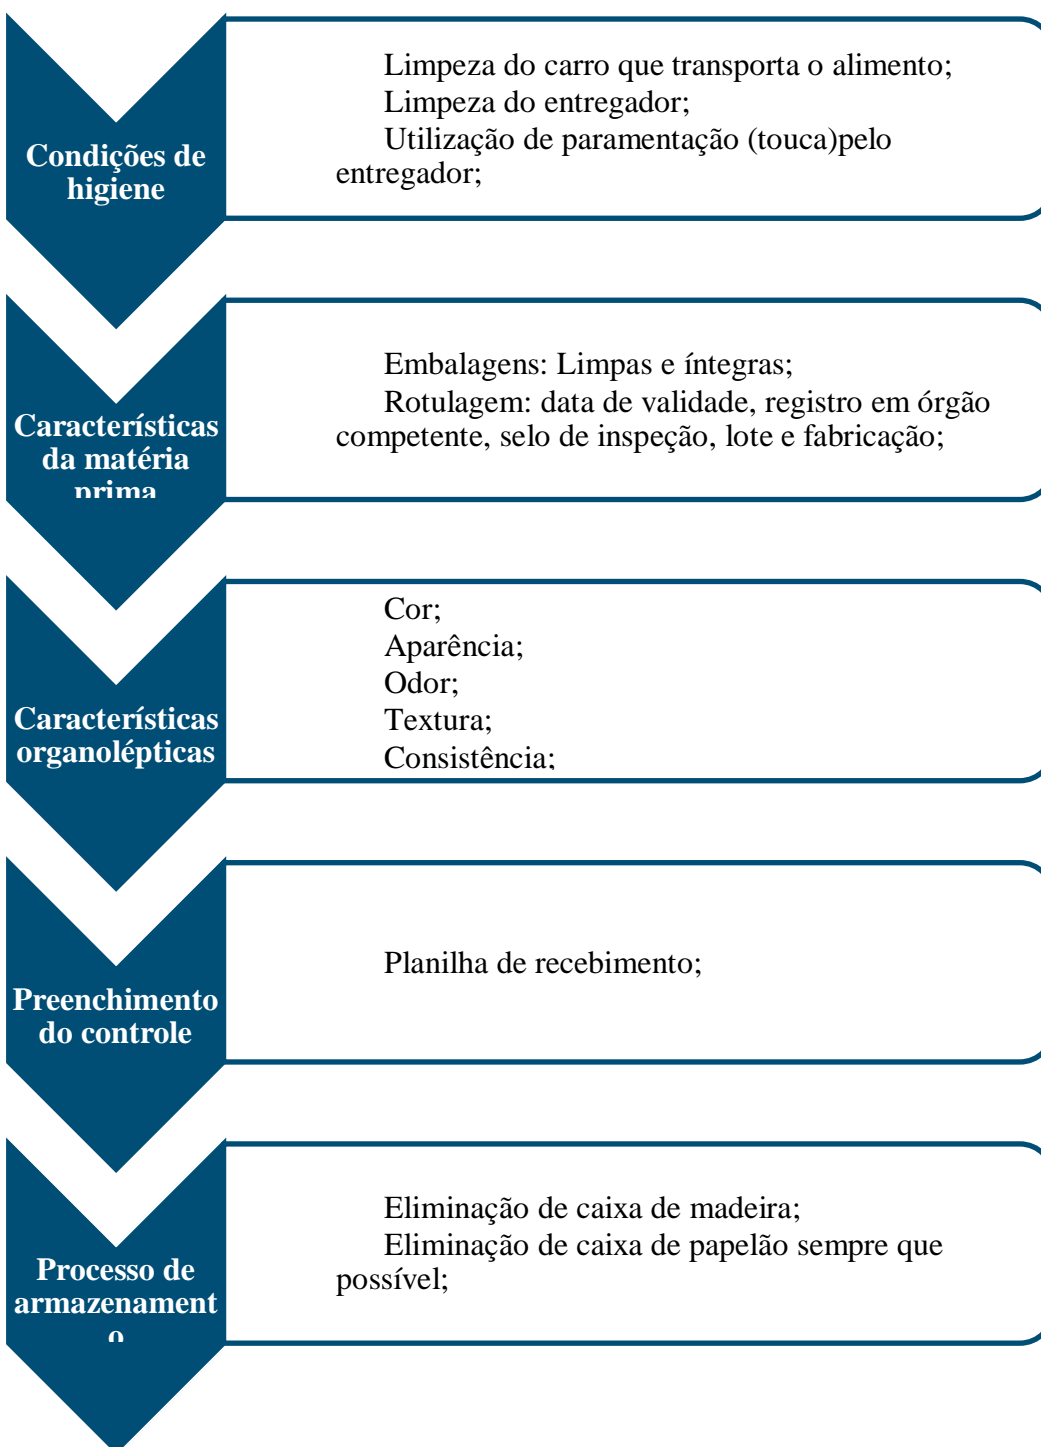 Condições de
higiene
Limpeza do carro que transporta o alimento;
Limpeza do entregador;
Utilização de paramentação (touca)pelo
entregador;
Características
da matéria
prima
Embalagens: Limpas e íntegras;
Rotulagem: data de validade, registro em órgão
competente, selo de inspeção, lote e fabricação;
Características
organolépticas
Cor;
Aparência;
Odor;
Textura;
Consistência;
Preenchimento
do controle
Planilha de recebimento;
Processo de
armazenament
o
Eliminação de caixa de madeira;
Eliminação de caixa de papelão sempre que
possível;